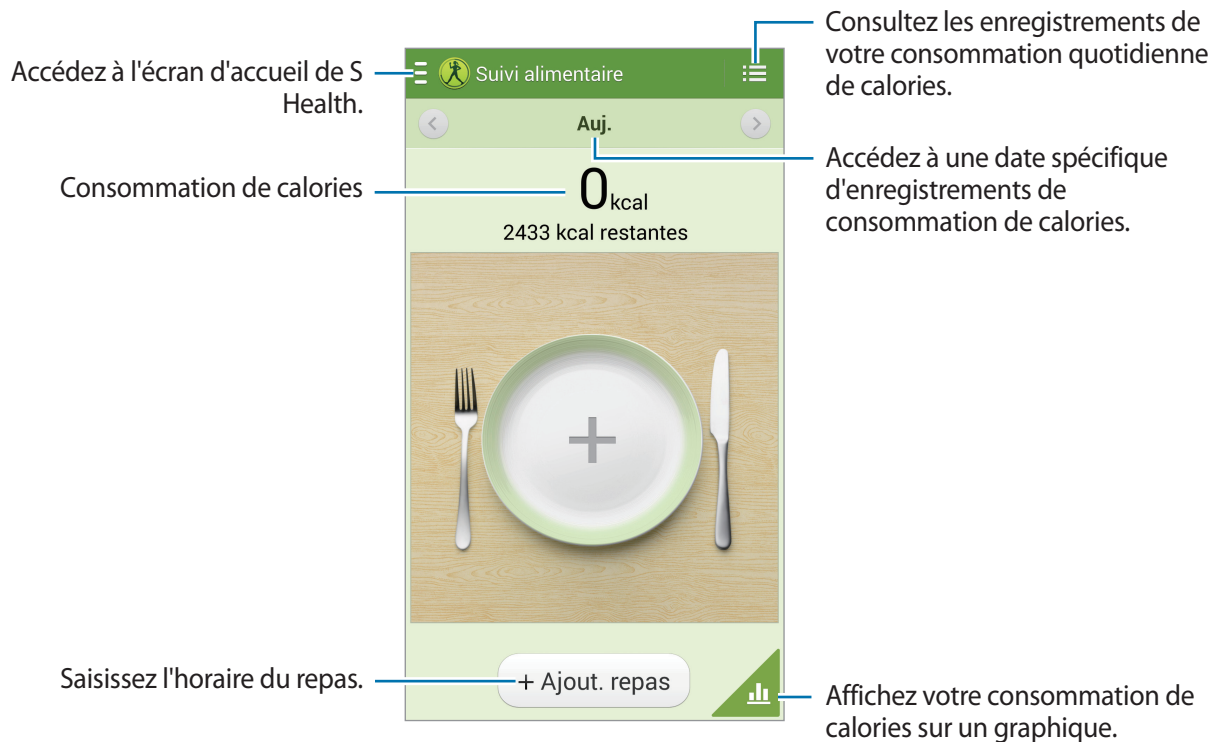 Accédez à l'écran d'accueil de S
Health.
Consommation de calories
Saisissez l'horaire du repas.
Suivi alimentaire
Auj.
0kcal
2433 kcal restantes
+ Ajout. repas
Consultez les enregistrements de
votre consommation quotidienne
de calories.
Accédez à une date spécifique
d'enregistrements de
consommation de calories.
Affichez votre consommation de
calories sur un graphique.